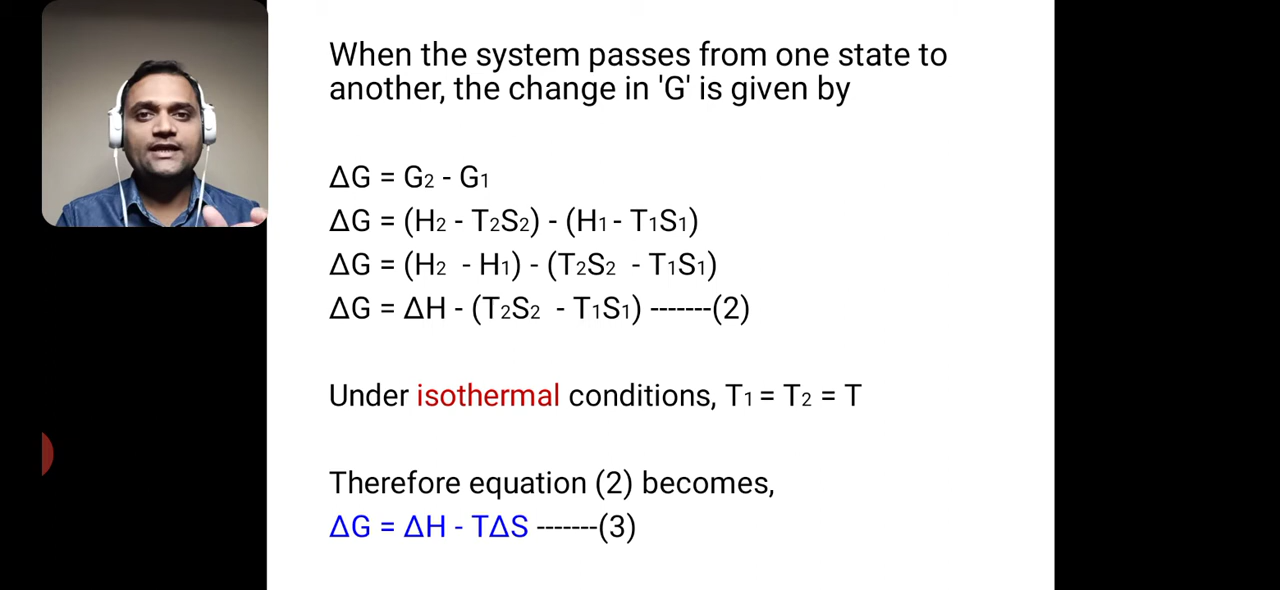 When the system passes from one state to
another, the change in 'G' is given by
ΔG = G2 - G1
ΔG = (H2 - T2S2) - (H1 - T1S1)
ΔG = (H2 - H1) - (T2S2 - T1S1)
ΔG = ΔH - (T2S2 - T1S1) -------(2)
Under isothermal conditions, T1 = T2 = T
Therefore equation (2) becomes,
ΔG = ΔH - TΔS -------(3)